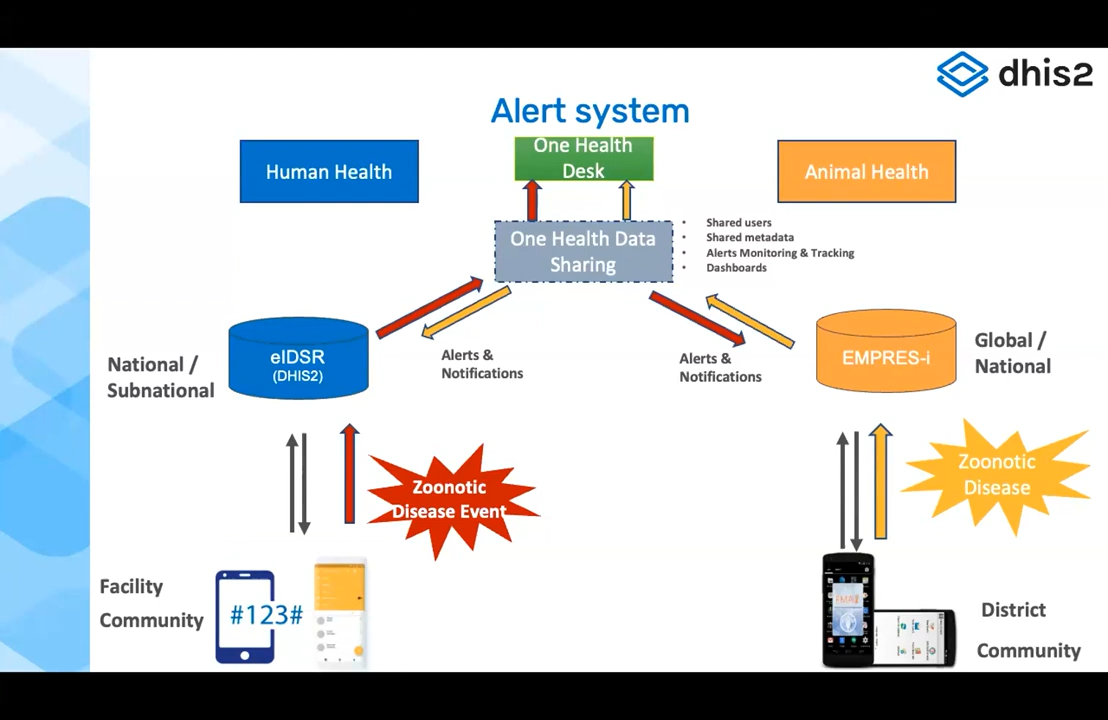 dhis2
Alert system
Human Health
One Health
Desk
Animal Health
One Health Data
Sharing
• Shared users
• Shared metadata
• Alerts Monitoring & Tracking
• Dashboards
National /
Subnational
eIDSR
(DHIS2)
Alerts &
Notifications
Alerts &
Notifications
EMPRES-i
Global /
National
Zoonotic
Disease Event
Zoonotic
Disease
Facility
Community
#123#
District
Community